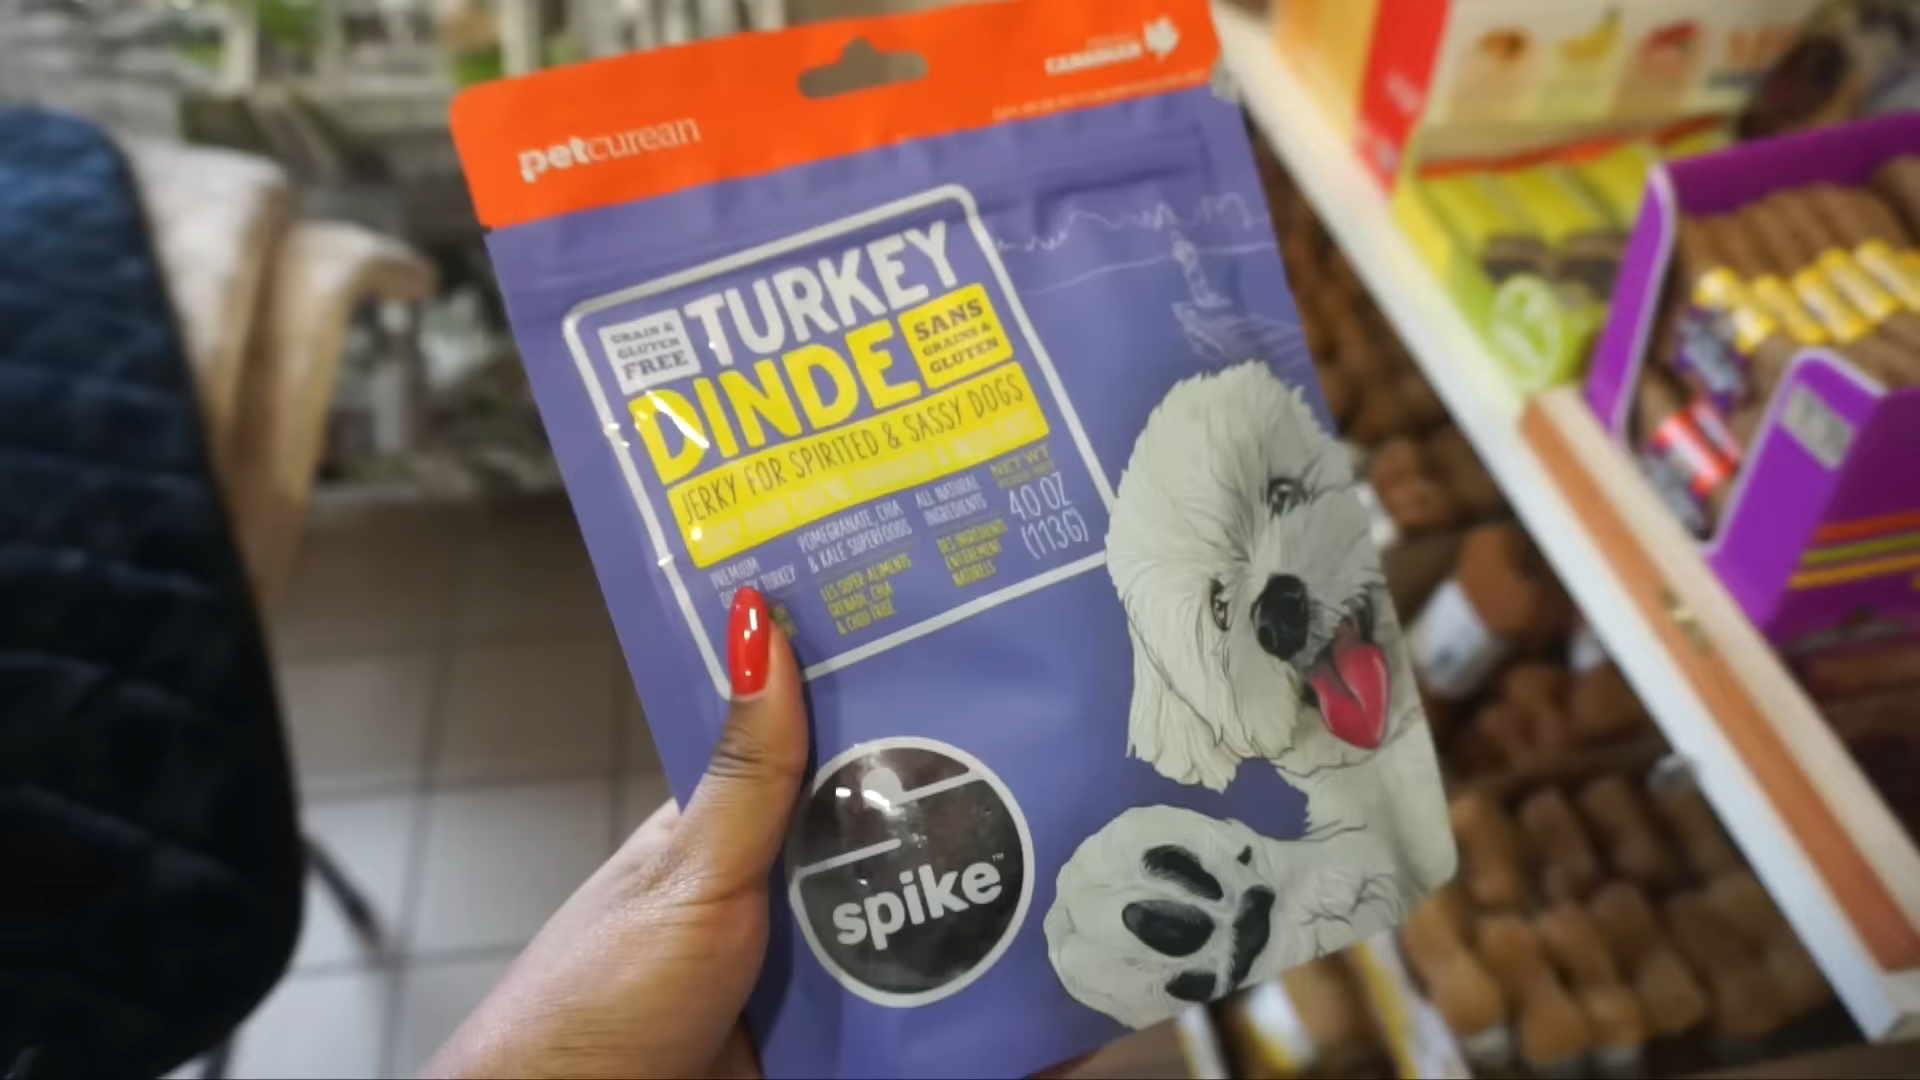 petcurean
CANADIAN
GRAIN &
GLUTEN
FREE
TURKEY
DINDE
SANS
GRAINS &
GLUTEN
JERKY FOR SPIRITED & SASSY DOGS
PREMIUM
TURKEY
POMEGRANATE, CHIA
& KALE SUPERFOODS
LES SUPER ALIMENTS
GRENADE, CHIA
& CHOU FRISÉ
ALL NATURAL
INGREDIENTS
DES INGRÉDIENTS
ENTIÈREMENT
NATURELS
NET WT
4.0 OZ
(113G)
spike™